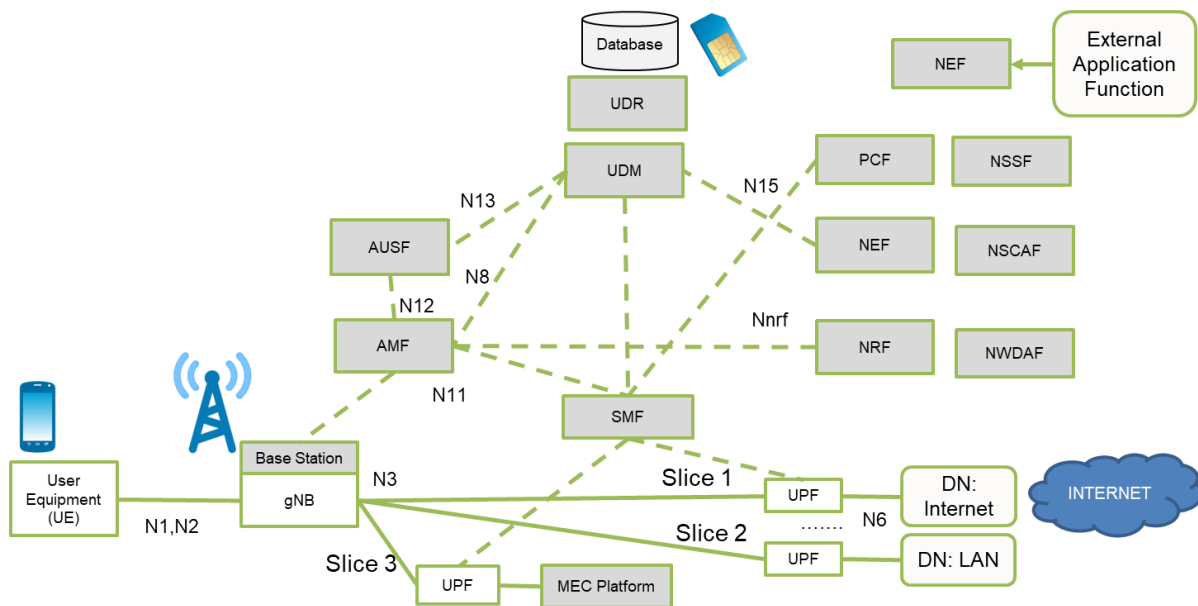 Database
NEF
External
Application
Function
UDR
UDM
PCF
NSSF
N15
N13
AUSF
NEF
NSCAF
N8
N12
Nnrf
AMF
NRF
NWDAF
N11
SMF
Base Station
User
Equipment
(UE)
gNB
N3
Slice 1
UPF
DN:
Internet
INTERNET
N1,N2
N6
.......
Slice 2
UPF
DN: LAN
Slice 3
UPF
MEC Platform